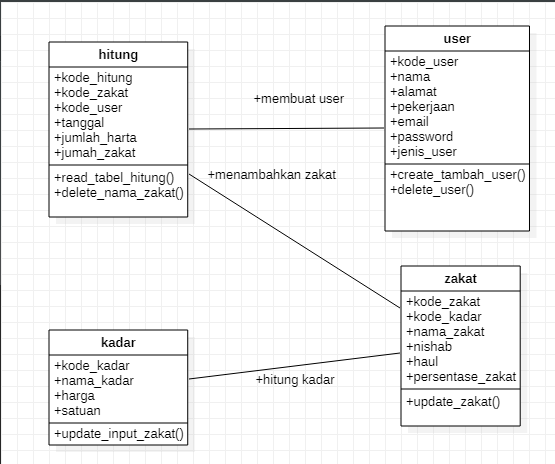 hitung
+kode_hitung
+kode_zakat
+kode_user
+tanggal
+jumlah_harta
+jumah_zakat
+read_tabel_hitung()
+delete_nama_zakat()
+membuat user
user
+kode_user
+nama
+alamat
+pekerjaan
+email
+password
+jenis_user
+create_tambah_user()
+delete_user()
+menambahkan zakat
zakat
+kode_zakat
+kode_kadar
+nama_zakat
+nishab
+haul
+persentase_zakat
+update_zakat()
kadar
+kode_kadar
+nama_kadar
+harga
+satuan
+update_input_zakat()
+hitung kadar